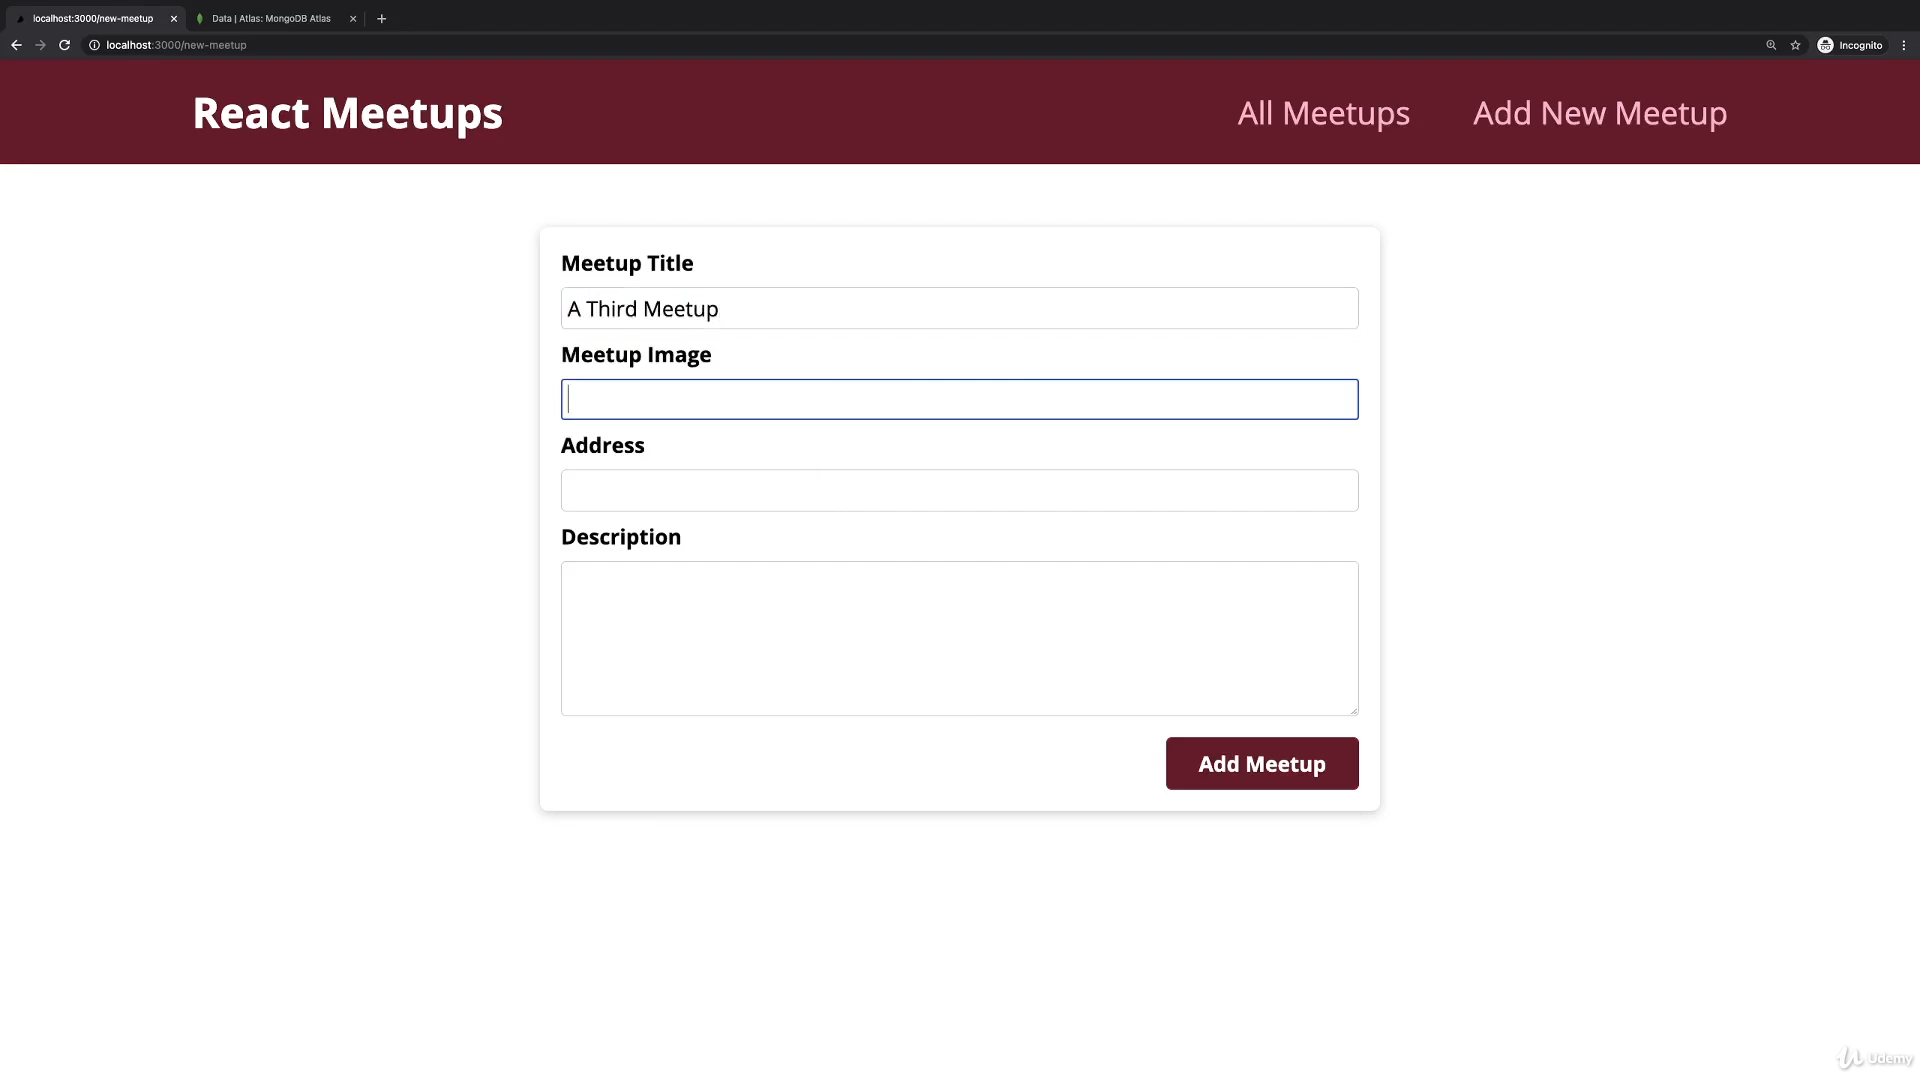 localhost:3000/new-meetup
Data | Atlas: MongoDB Atlas
localhost:3000/new-meetup
Incognito
React Meetups
All Meetups
Add New Meetup
Meetup Title
A Third Meetup
Meetup Image
Address
Description
Add Meetup
Udemy